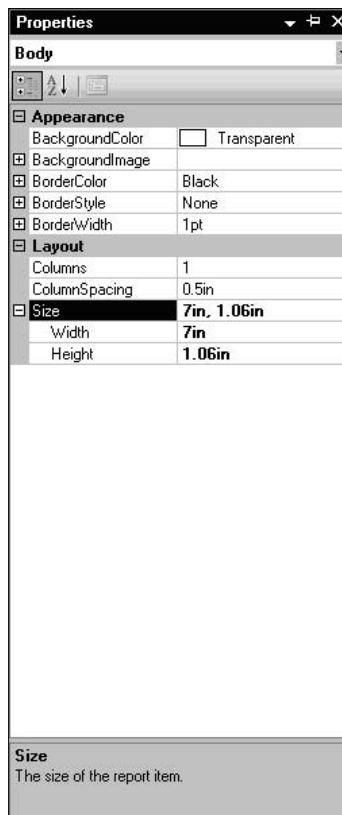 Properties
Body
Appearance
BackgroundColor Transparent
BackgroundImage
BorderColor Black
BorderStyle None
BorderWidth 1pt
Layout
Columns 1
ColumnSpacing 0.5in
Size 7in, 1.06in
Width 7in
Height 1.06in
Size
The size of the report item.